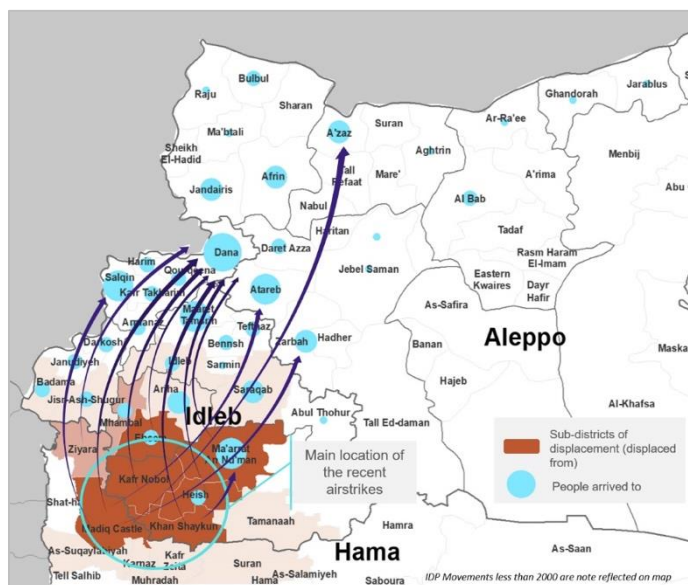 Bulbul
Raju
Sharan
Ma'btali
Sheikh
El-Hadid
Jandairis
Afrin
A'zaz
Suran
Aghtrin
Tall
Refaat
Mare'
Nabul
Haritan
Ghandorah
Jarablus
Ar-Ra'ee
Menbij
A'rima
Abu
Al Bab
Tadaf
Rasm Haram
El-Imam
Eastern
Kwaires
Dayr
Hafir
Dana
Daret Azza
Harim
Qourqeena
Salqin
Kafr Takharim
Jebel Saman
Atareb
Maaret
Tamsrin
Armanaz
Teftnaz
Darkosh
Zarbah
Hadher
As-Safira
Banan
Aleppo
Maska
Janudiyeh
Idleb
Bennsh
Sarmin
Hajeb
Badama
Jisr-Ash-Shugur
Ariha
Saraqab
Al-Khafsa
Mhambal
Idleb
Abul Thohur
Tall Ed-daman
Ziyara
Ehsem
Ma'arrat
An Nu'man
Kafr Nobol
Heish
Main location
of the recent
airstrikes
Sub-districts of
displacement (displaced
from)
People arrived to
Shat-ha
Madiq Castle
Khan Shaykun
Tamanaah
Hamra
As-Suqaylabiyah
Kafr
Zeita
Hama
As-Saan
Tell Salhib
Karnaz
Muhradah
Suran
Hama
As-Salamiyeh
Saboura
IDP Movements less than 2000 are note reflected on map